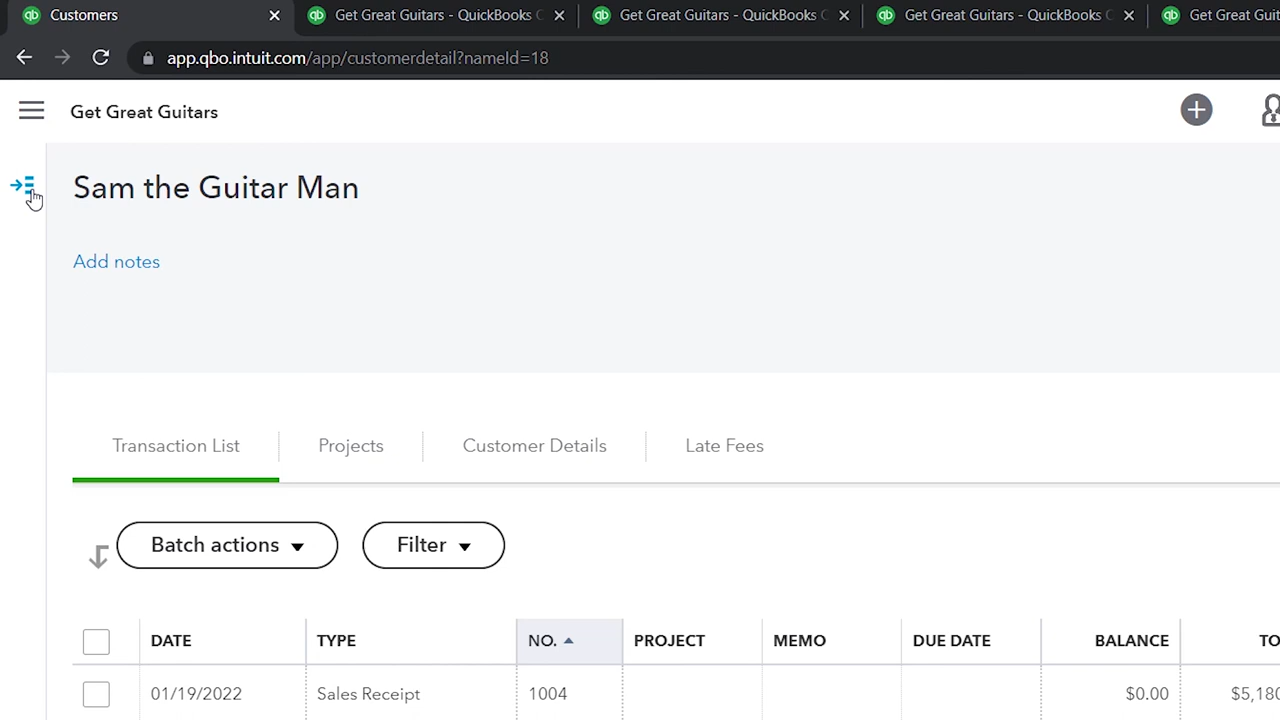 Customers
Get Great Guitars - QuickBooks
Get Great Guitars - QuickBooks
Get Great Guitars - QuickBooks
Get Great
app.qbo.intuit.com/app/customerdetail?nameId=18
Get Great Guitars
Sam the Guitar Man
Add notes
Transaction List Projects Customer Details Late Fees
Batch actions Filter
DATE TYPE NO. PROJECT MEMO DUE DATE BALANCE
01/19/2022 Sales Receipt 1004 $0.00